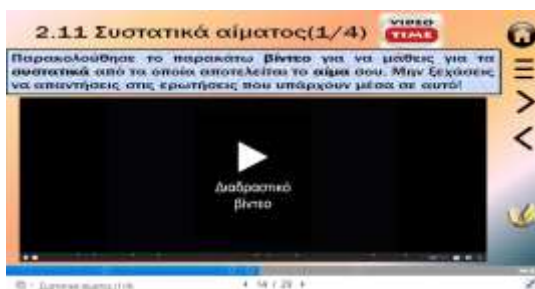 2.11 Συστατικά αίματος(1/4)
VIDEO
TIME
Παρακολούθησε το παρακάτω βίντεο για να μάθεις για τα
συστατικά από τα οποία αποτελείται το αίμα σου. Μην ξεχάσεις
να απαντήσεις στις ερωτήσεις που υπάρχουν μέσα σε αυτό!
Διαδραστικό
βίντεο